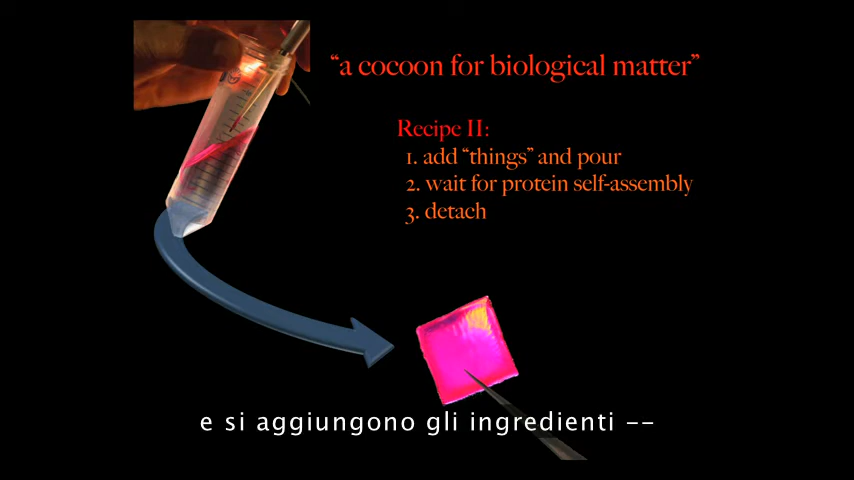 “a cocoon for biological matter”
Recipe II:
1. add “things” and pour
2. wait for protein self-assembly
3. detach
e si aggiungono gli ingredienti --